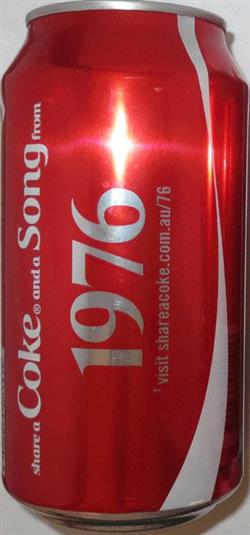 share a Coke® and a Song from
1976
† visit shareacoke.com.au/76